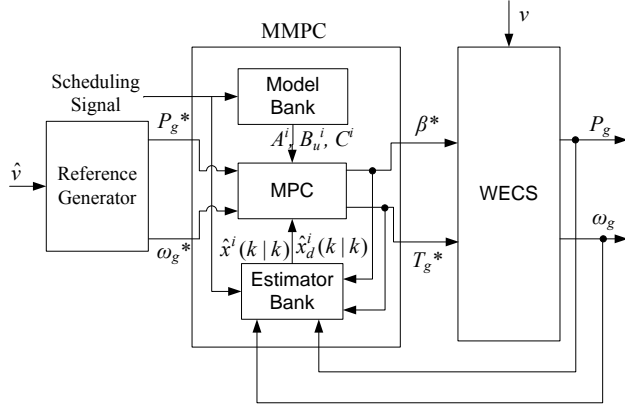 MMPC
v
Scheduling
Signal
Model
Bank
P_g*
A^i, B_u^i, C^i
β*
P_g
v̂
Reference
Generator
MPC
WECS
ω_g*
x̂^i(k | k)
x̂_d^i(k | k)
T_g*
ω_g
Estimator
Bank